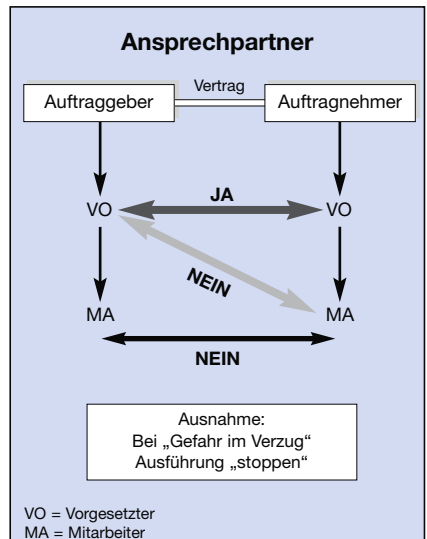 Ansprechpartner
Vertrag
Auftraggeber
Auftragnehmer
JA
VO
VO
NEIN
MA
MA
NEIN
Ausnahme:
Bei „Gefahr im Verzug“
Ausführung „stoppen“
VO = Vorgesetzter
MA = Mitarbeiter